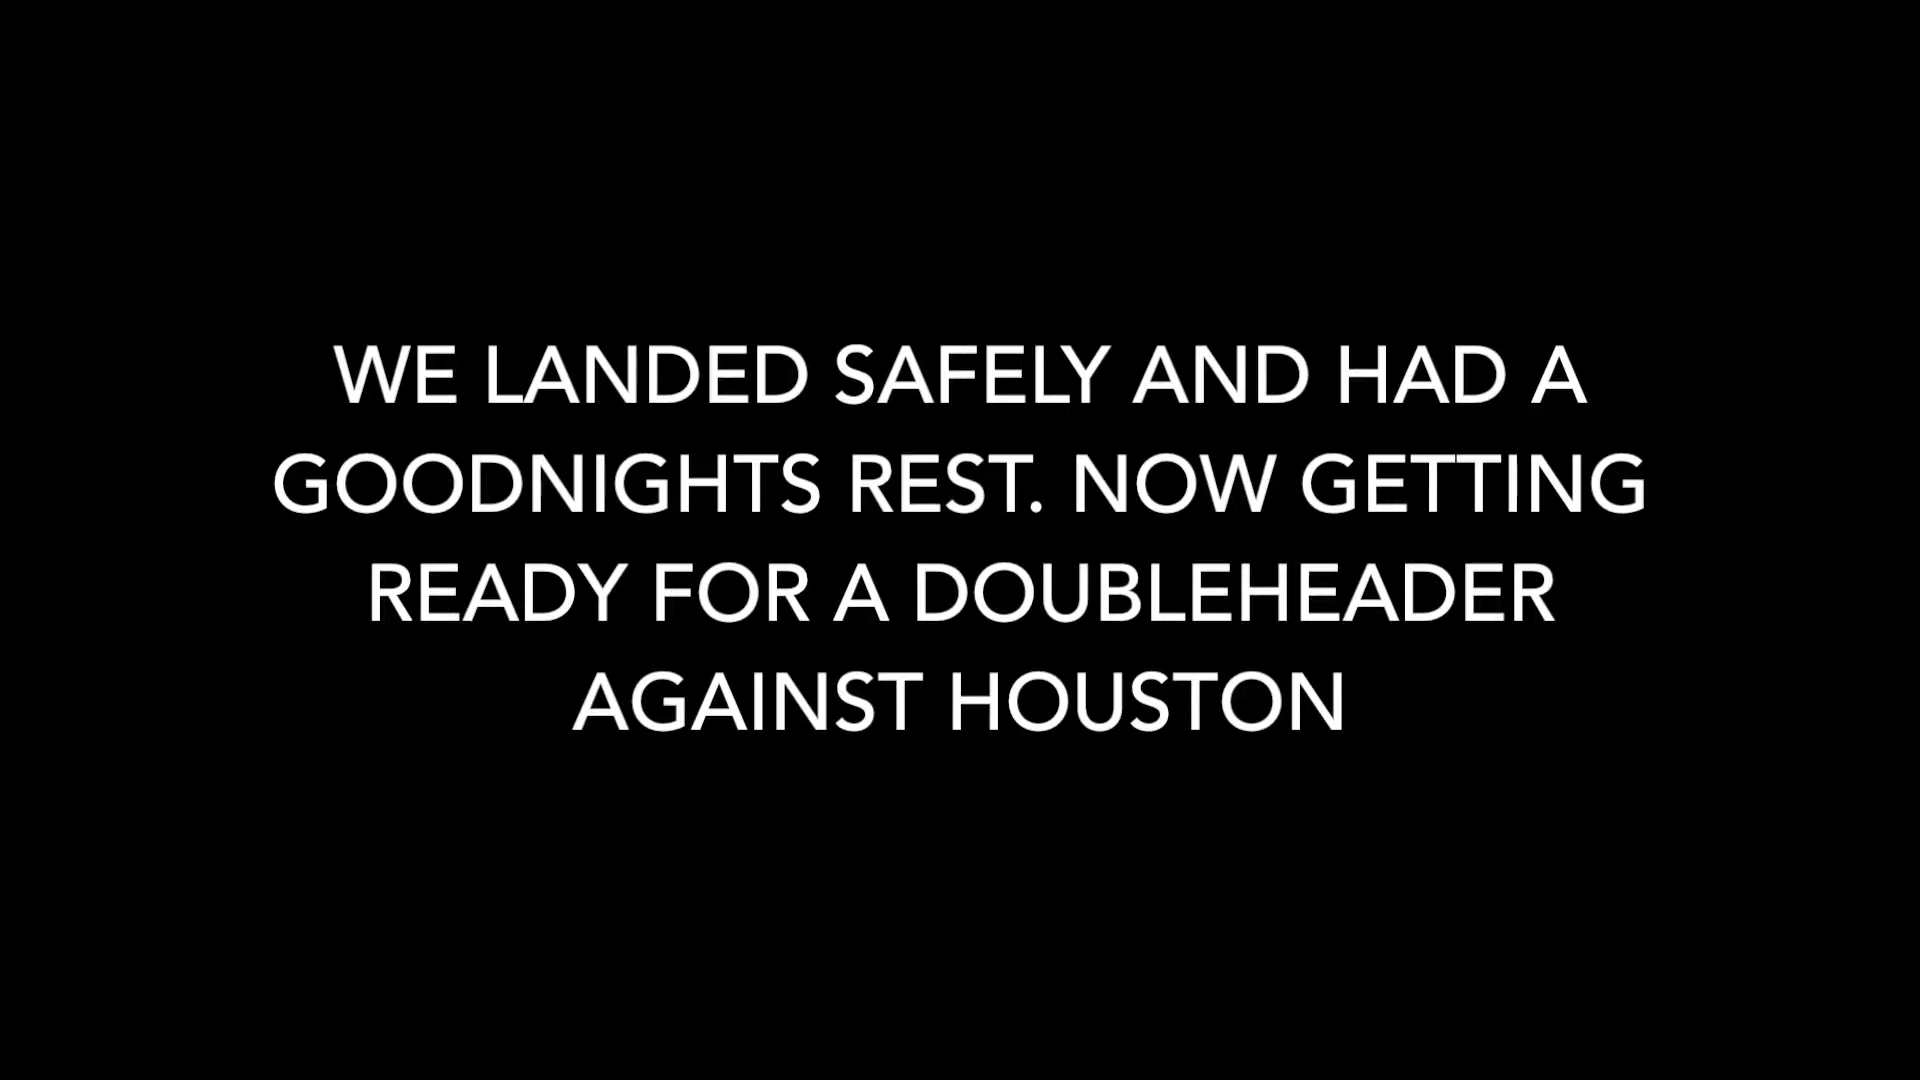 WE LANDED SAFELY AND HAD A
GOODNIGHTS REST. NOW GETTING
READY FOR A DOUBLEHEADER
AGAINST HOUSTON